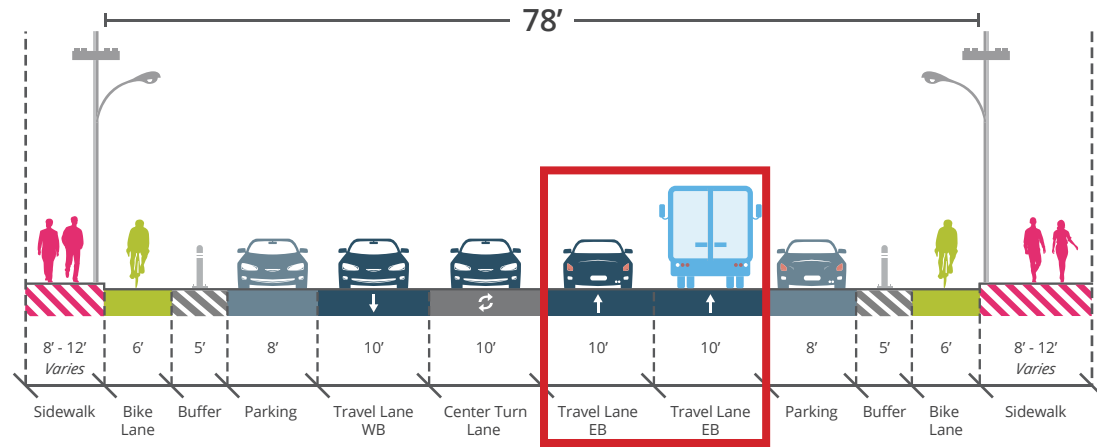 78’
8’ - 12’ 6’ 5’ 8’ 10’ 10’ 10’ 10’ 8’ 5’ 6’ 8’ - 12’
Varies Varies
Sidewalk Bike Buffer Parking Travel Lane Center Turn Travel Lane Travel Lane Parking Buffer Bike Sidewalk
Lane WB Lane EB EB Lane